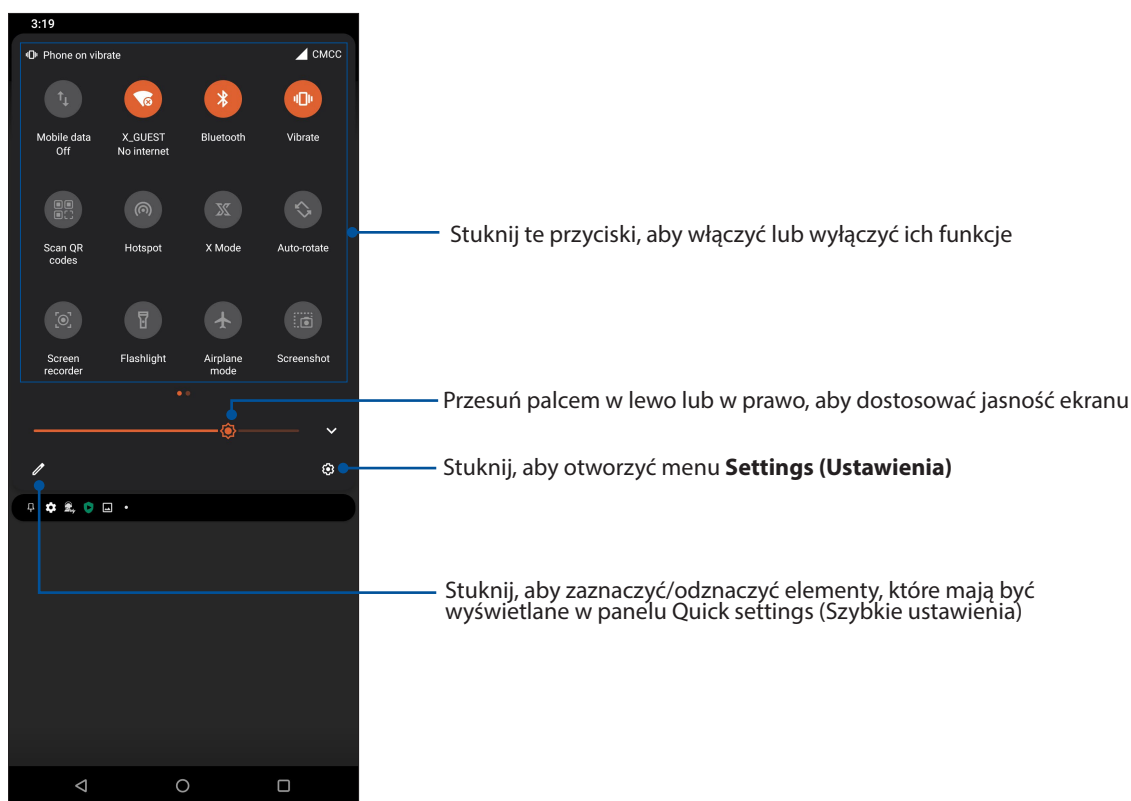 3:19
Phone on vibrate CMCC
Mobile data X_GUEST Bluetooth Vibrate
Off No internet
Scan QR Hotspot X Mode Auto-rotate
codes
Stuknij te przyciski, aby włączyć lub wyłączyć ich funkcje
Screen Flashlight Airplane Screenshot
recorder mode
Przesuń palcem w lewo lub w prawo, aby dostosować jasność ekranu
Stuknij, aby otworzyć menu Settings (Ustawienia)
Stuknij, aby zaznaczyć/odznaczyć elementy, które mają być
wyświetlane w panelu Quick settings (Szybkie ustawienia)